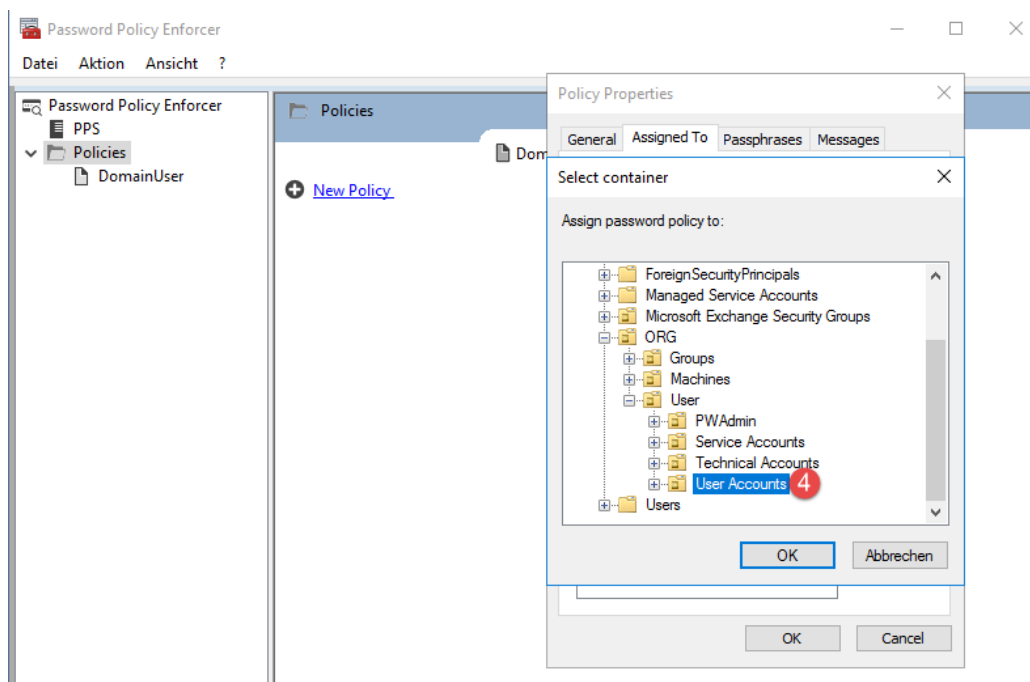 Password Policy Enforcer
Datei Aktion Ansicht ?
Password Policy Enforcer
PPS
Policies
DomainUser
Policies
Dom
New Policy
Policy Properties
General Assigned To Passphrases Messages
Select container
Assign password policy to:
ForeignSecurityPrincipals
Managed Service Accounts
Microsoft Exchange Security Groups
ORG
Groups
Machines
User
PWAdmin
Service Accounts
Technical Accounts
User Accounts 4
Users
OK Abbrechen
OK Cancel